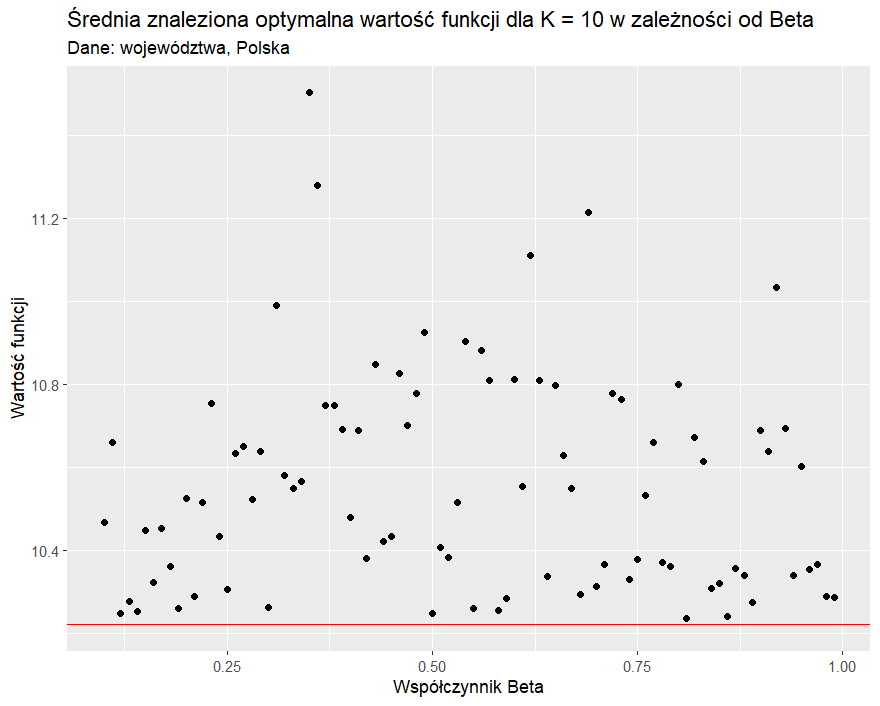 Średnia znaleziona optymalna wartość funkcji dla K = 10 w zależności od Beta
Dane: województwa, Polska
Wartość funkcji
11.2
10.8
10.4
0.25
0.50
0.75
1.00
Współczynnik Beta